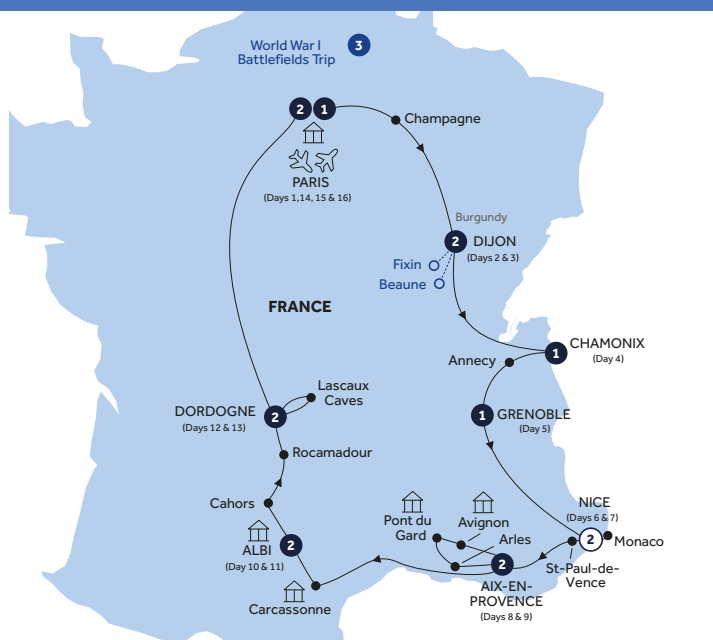 World War I
Battlefields Trip
3
2
1
Champagne
PARIS
(Days 1,14, 15 & 16)
Burgundy
2
DIJON
(Days 2 & 3)
Fixin
Beaune
FRANCE
CHAMONIX
1
(Day 4)
Annecy
Lascaux
Caves
DORDOGNE
2
(Days 12 & 13)
1
GRENOBLE
(Day 5)
Rocamadour
Cahors
NICE
(Days 6 & 7)
2
Monaco
Pont du
Gard
Avignon
Arles
ALBI
2
(Day 10 & 11)
2
St-Paul-de-
Vence
AIX-EN-
PROVENCE
(Days 8 & 9)
Carcassonne